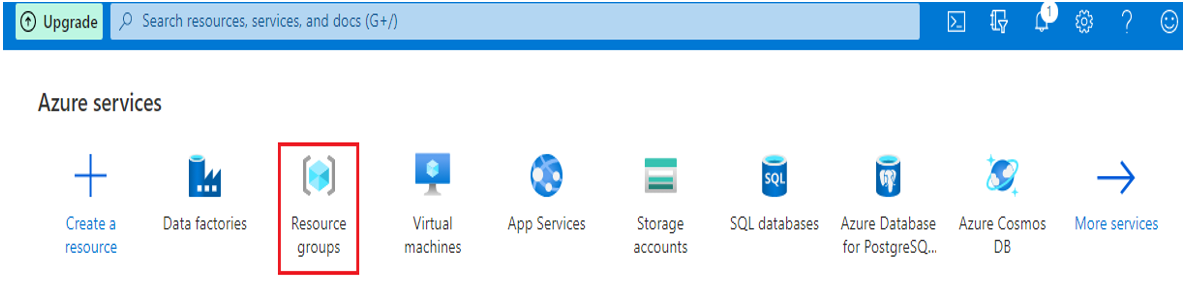 Upgrade
Search resources, services, and docs (G+/)
1
Azure services
Create a
resource
Data factories
Resource
groups
Virtual
machines
App Services
Storage
accounts
SQL
SQL databases
Azure Database
for PostgreSQ...
Azure Cosmos
DB
More services